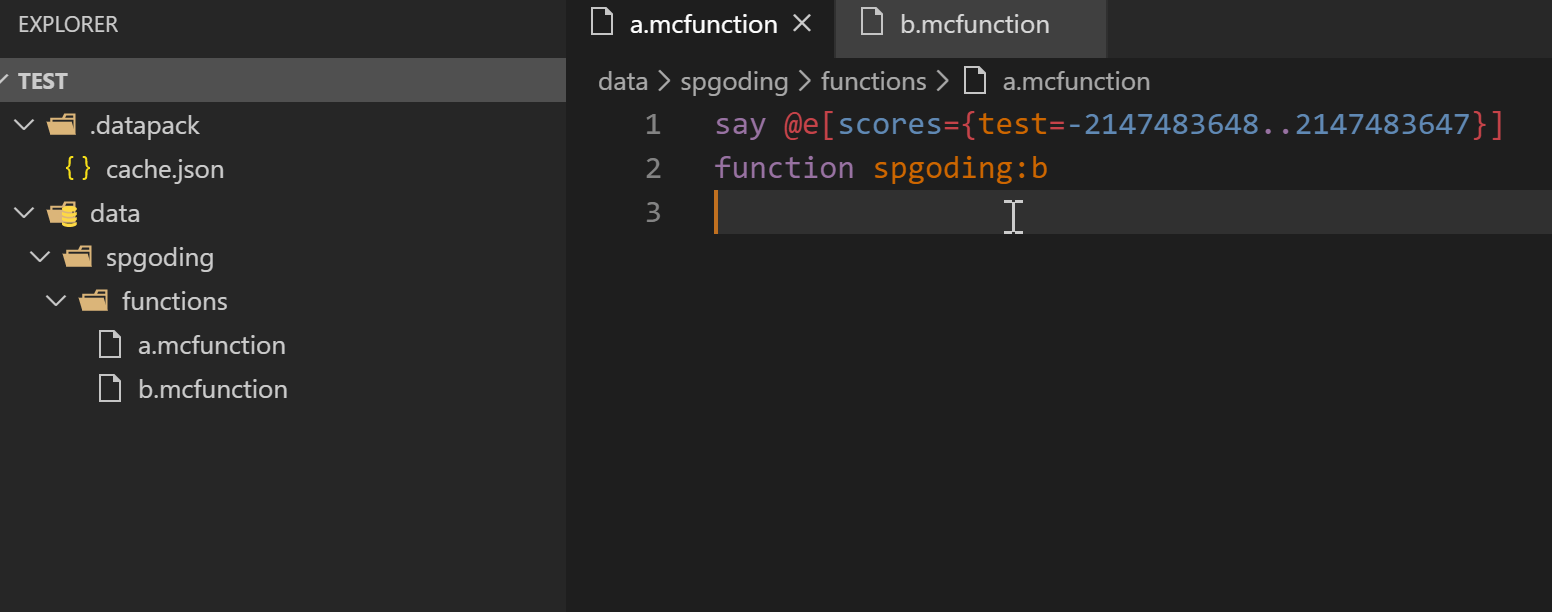 EXPLORER
TEST
.datapack
{ } cache.json
data
spgoding
functions
a.mcfunction
b.mcfunction
a.mcfunction
b.mcfunction
data > spgoding > functions > a.mcfunction
1 say @e[scores={test=-2147483648..2147483647}]
2 function spgoding:b
3